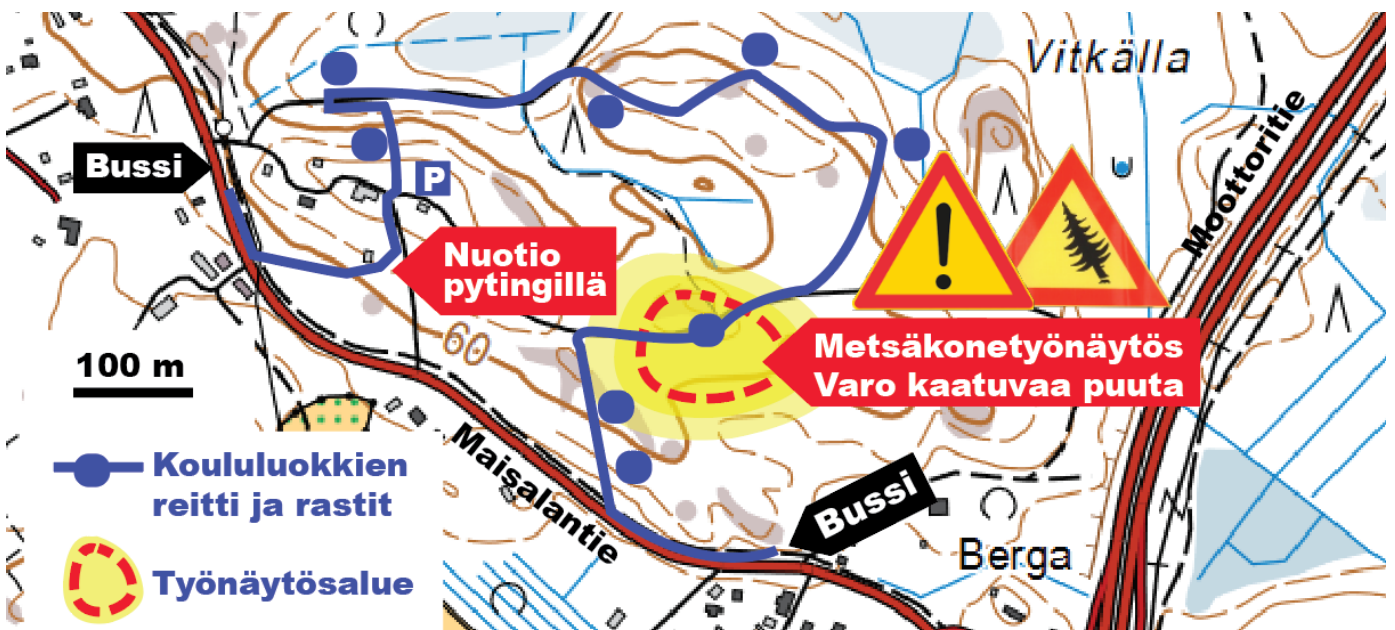 Vitkälla
Moottoritie
Bussi
P
Nuotio
pytingillä
60
Metsäkonetyönäytös
Varo kaatuvaa puuta
100 m
Maisalantie
Bussi
Berga
Koululuokkien
reitti ja rastit
Työnäytösalue